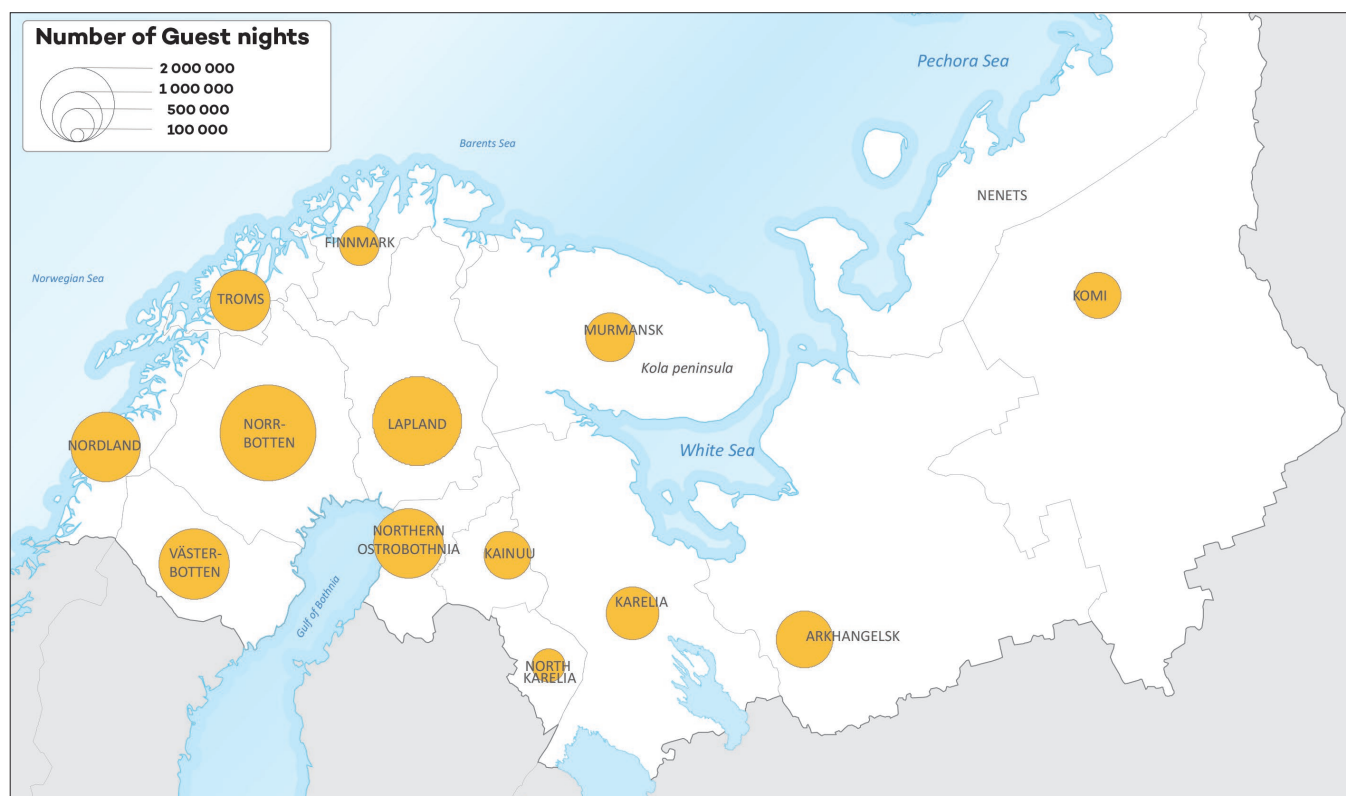 Number of Guest nights
2 000 000
1 000 000
500 000
100 000
Pechora Sea
Barents Sea
NENETS
FINNMARK
Norwegian Sea
TROMS
KOMI
MURMANSK
Kola peninsula
NORR-
BOTTEN
LAPLAND
NORDLAND
White Sea
NORTHERN
OSTROBOTHNIA
KAINUU
VÄSTER-
BOTTEN
Gulf of Bothnia
KARELIA
ARKHANGELSK
NORTH
KARELIA